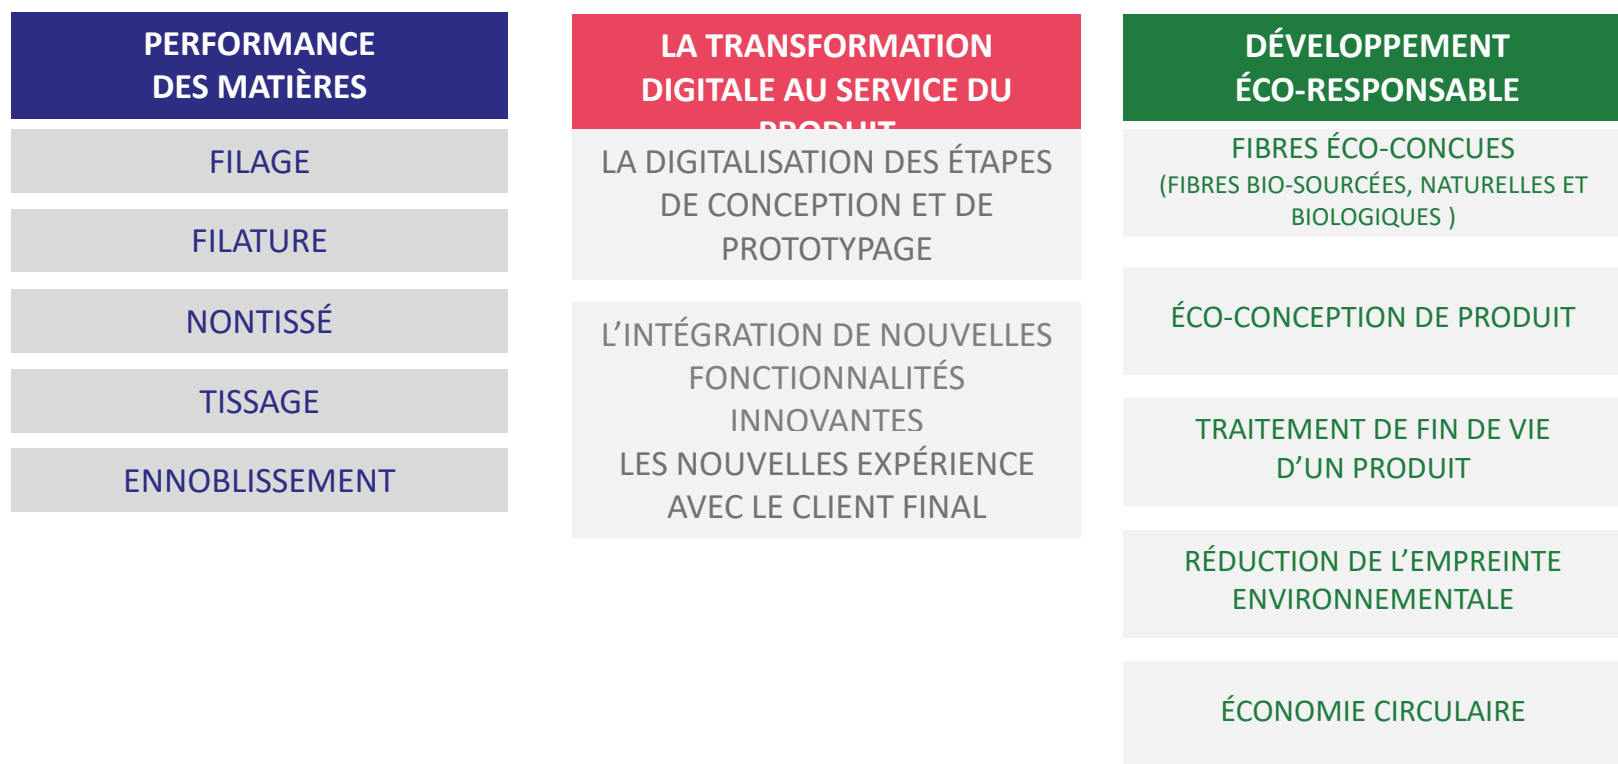 PERFORMANCE
DES MATIÈRES
FILAGE
FILATURE
NONTISSÉ
TISSAGE
ENNOBLISSEMENT
LA TRANSFORMATION
DIGITALE AU SERVICE DU
PRODUIT
LA DIGITALISATION DES ÉTAPES
DE CONCEPTION ET DE
PROTOTYPAGE
L’INTÉGRATION DE NOUVELLES
FONCTIONNALITÉS
INNOVANTES
LES NOUVELLES EXPÉRIENCE
AVEC LE CLIENT FINAL
DÉVELOPPEMENT
ÉCO-RESPONSABLE
FIBRES ÉCO-CONCUES
(FIBRES BIO-SOURCÉES, NATURELLES ET
BIOLOGIQUES )
ÉCO-CONCEPTION DE PRODUIT
TRAITEMENT DE FIN DE VIE
D’UN PRODUIT
RÉDUCTION DE L’EMPREINTE
ENVIRONNEMENTALE
ÉCONOMIE CIRCULAIRE